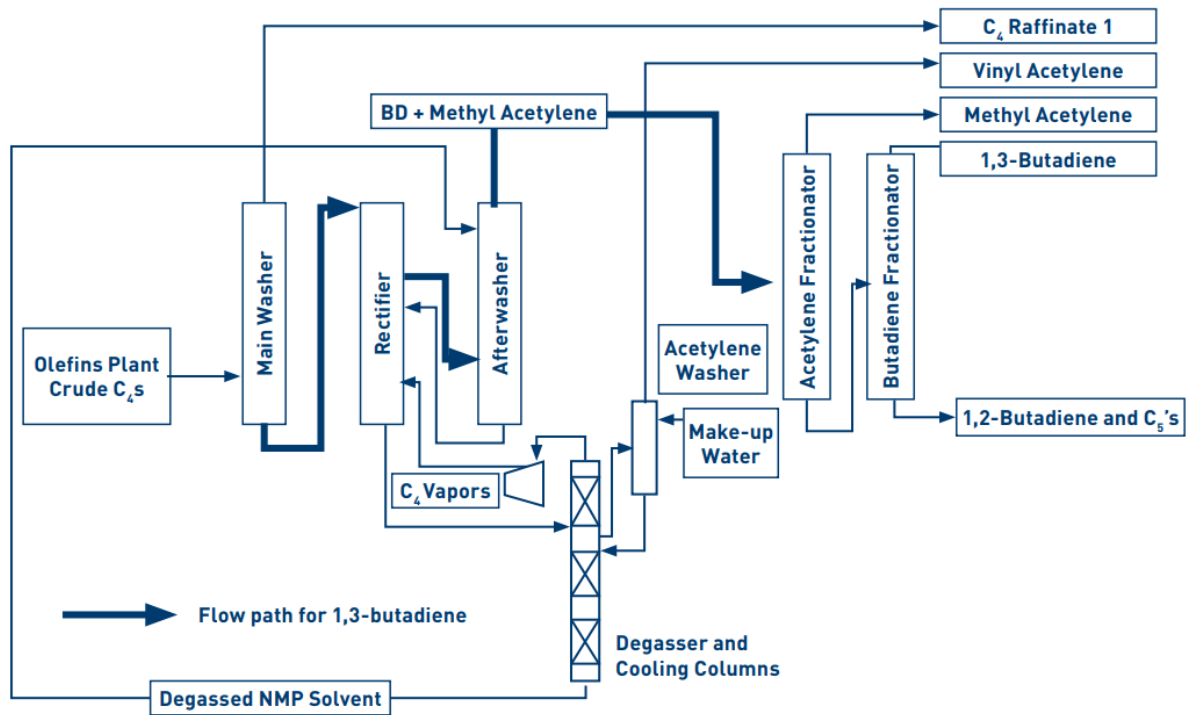 C₄ Raffinate 1
Vinyl Acetylene
BD + Methyl Acetylene
Methyl Acetylene
1,3-Butadiene
Main Washer
Rectifier
Afterwasher
Acetylene Fractionator
Butadiene Fractionator
Olefins Plant
Crude C₄s
Acetylene
Washer
Make-up
Water
1,2-Butadiene and C₅'s
C₄ Vapors
Flow path for 1,3-butadiene
Degasser and
Cooling Columns
Degassed NMP Solvent